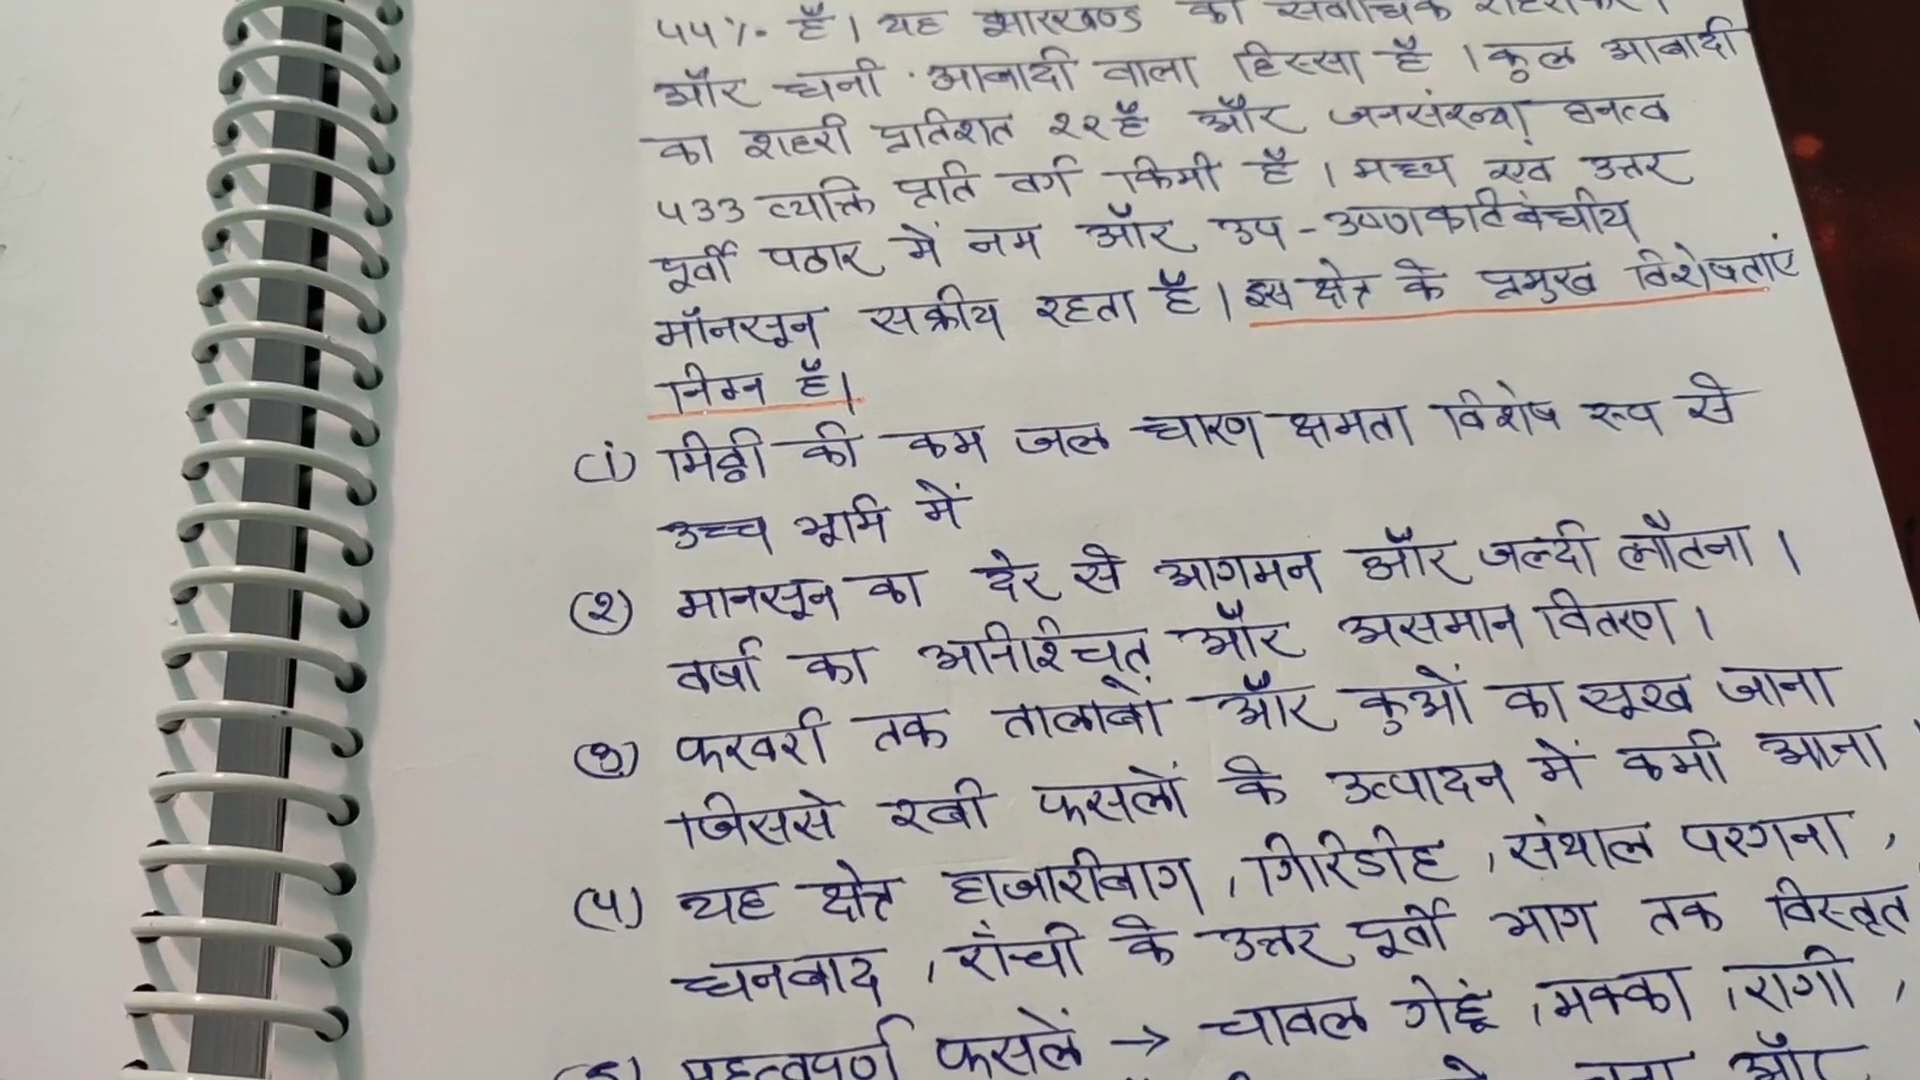 ५५%. है। यह झारखण्ड का सर्वाधिक
और घनी आबादी वाला हिस्सा है । कुल आबादी
का शहरी प्रतिशत २२ है और जनसंख्या घनत्व
५३३ व्यक्ति प्रति वर्ग किमी है । मध्य एवं उत्तर
पूर्वी पठार में नम और उप-उष्णकटिबंधीय
मॉनसून सक्रीय रहता है । इस क्षेत्र के प्रमुख विशेषताएं
निम्न है।
(i) मिट्टी की कम जल धारण क्षमता विशेष रूप से
उच्च भूमि में
(२) मानसून का देर से आगमन और जल्दी लौटना ।
वर्षा का अनिश्चित और असमान वितरण ।
(३) फरवरी तक तालाबों और कुओं का सूख जाना
जिससे रबी फसलों के उत्पादन में कमी आना
(५) यह क्षेत्र हाजारीबाग, गिरिडीह, संथाल परगना,
धनबाद, राँची के उत्तर पूर्वी भाग तक विस्तृत
महत्वपूर्ण फसलें → चावल गेहूं, मक्का, रागी,
और